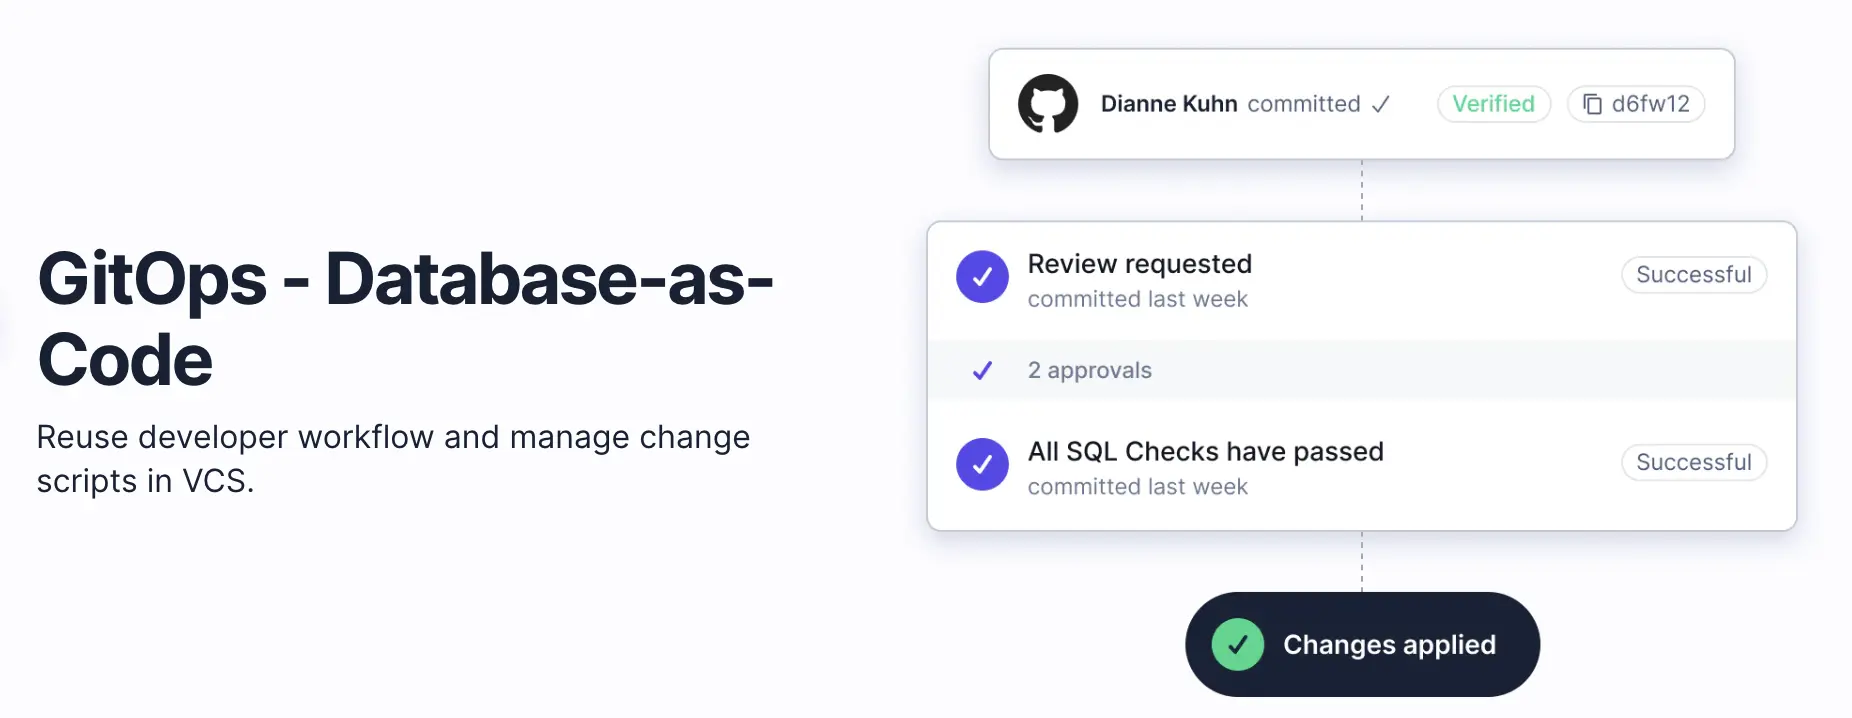 GitOps - Database-as-
Code
Reuse developer workflow and manage change
scripts in VCS.
Dianne Kuhn committed ✓ Verified d6fw12
Review requested
committed last week
Successful
2 approvals
All SQL Checks have passed
committed last week
Successful
Changes applied